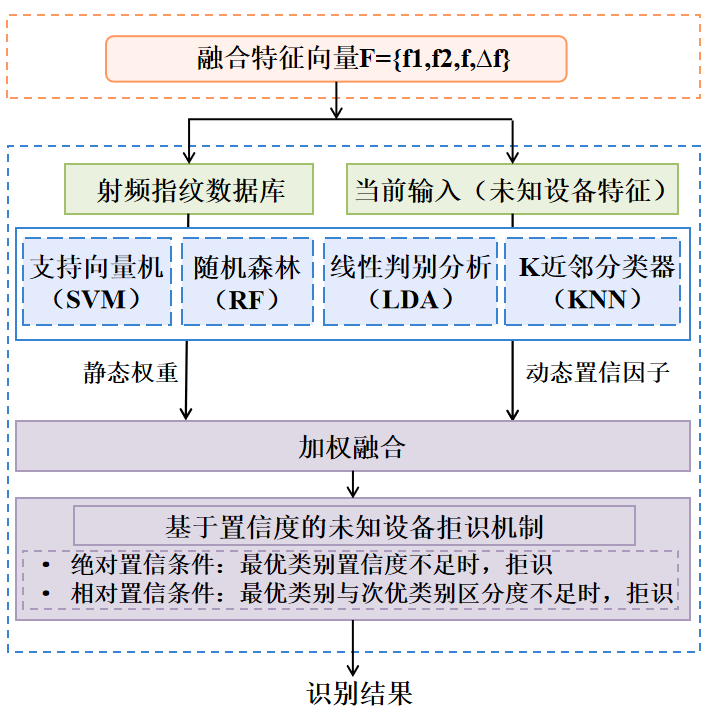 融合特征向量F={f1,f2,f,Δf}
射频指纹数据库
当前输入（未知设备特征）
支持向量机
（SVM）
随机森林
（RF）
线性判别分析
（LDA）
K近邻分类器
（KNN）
静态权重
动态置信因子
加权融合
基于置信度的未知设备拒识机制
• 绝对置信条件：最优类别置信度不足时，拒识
• 相对置信条件：最优类别与次优类别区分度不足时，拒识
识别结果